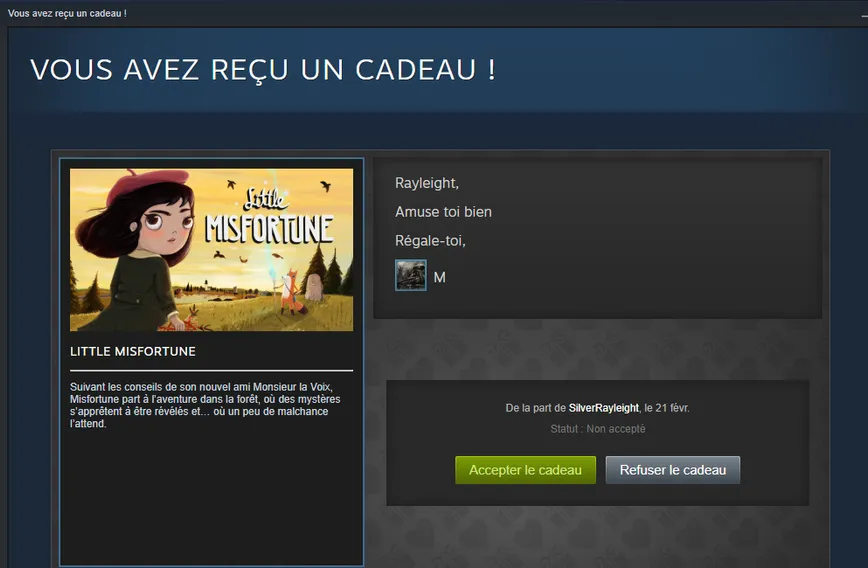 Vous avez reçu un cadeau !
VOUS AVEZ REÇU UN CADEAU !
Little
MISFORTUNE
LITTLE MISFORTUNE
Suivant les conseils de son nouvel ami Monsieur la Voix,
Misfortune part à l'aventure dans la forêt, où des mystères
s'apprêtent à être révélés et... où un peu de malchance
l'attend.
Rayleight,
Amuse toi bien
Régale-toi,
M
De la part de SilverRayleight, le 21 févr.
Statut : Non accepté
Accepter le cadeau
Refuser le cadeau